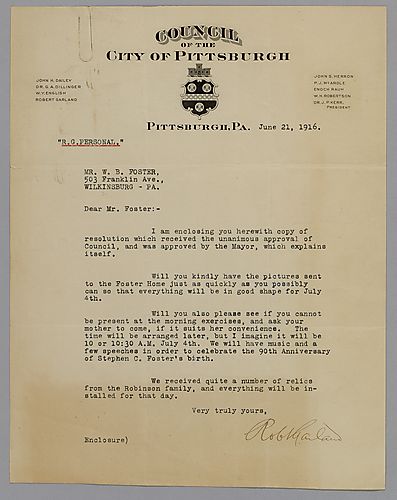 COUNCIL
OF THE
CITY OF PITTSBURGH
JOHN H. DAILEY
DR. G. A. DILLINGER
W. Y. ENGLISH
ROBERT GARLAND
JOHN S. HERRON
P. J. McARDLE
ENOCH RAUH
W. H. ROBERTSON
DR. J. P. KERR,
PRESIDENT
PITTSBURGH, PA. June 21, 1916.
"R.G.PERSONAL."
MR. W. B. FOSTER,
503 Franklin Ave.,
WILKINSBURG - PA.
Dear Mr. Foster:-
I am enclosing you herewith copy of
resolution which received the unanimous approval of
Council, and was approved by the Mayor, which explains
itself.
Will you kindly have the pictures sent
to the Foster Home just as quickly as you possibly
can so that everything will be in good shape for July
4th.
Will you also please see if you cannot
be present at the morning exercises, and ask your
mother to come, if it suits her convenience. The
time will be arranged later, but I imagine it will be
10 or 10:30 A.M. July 4th. We will have music and a
few speeches in order to celebrate the 90th Anniversary
of Stephen C. Foster's birth.
We received quite a number of relics
from the Robinson family, and everything will be in-
stalled for that day.
Very truly yours,
Robt Garland
Enclosure)